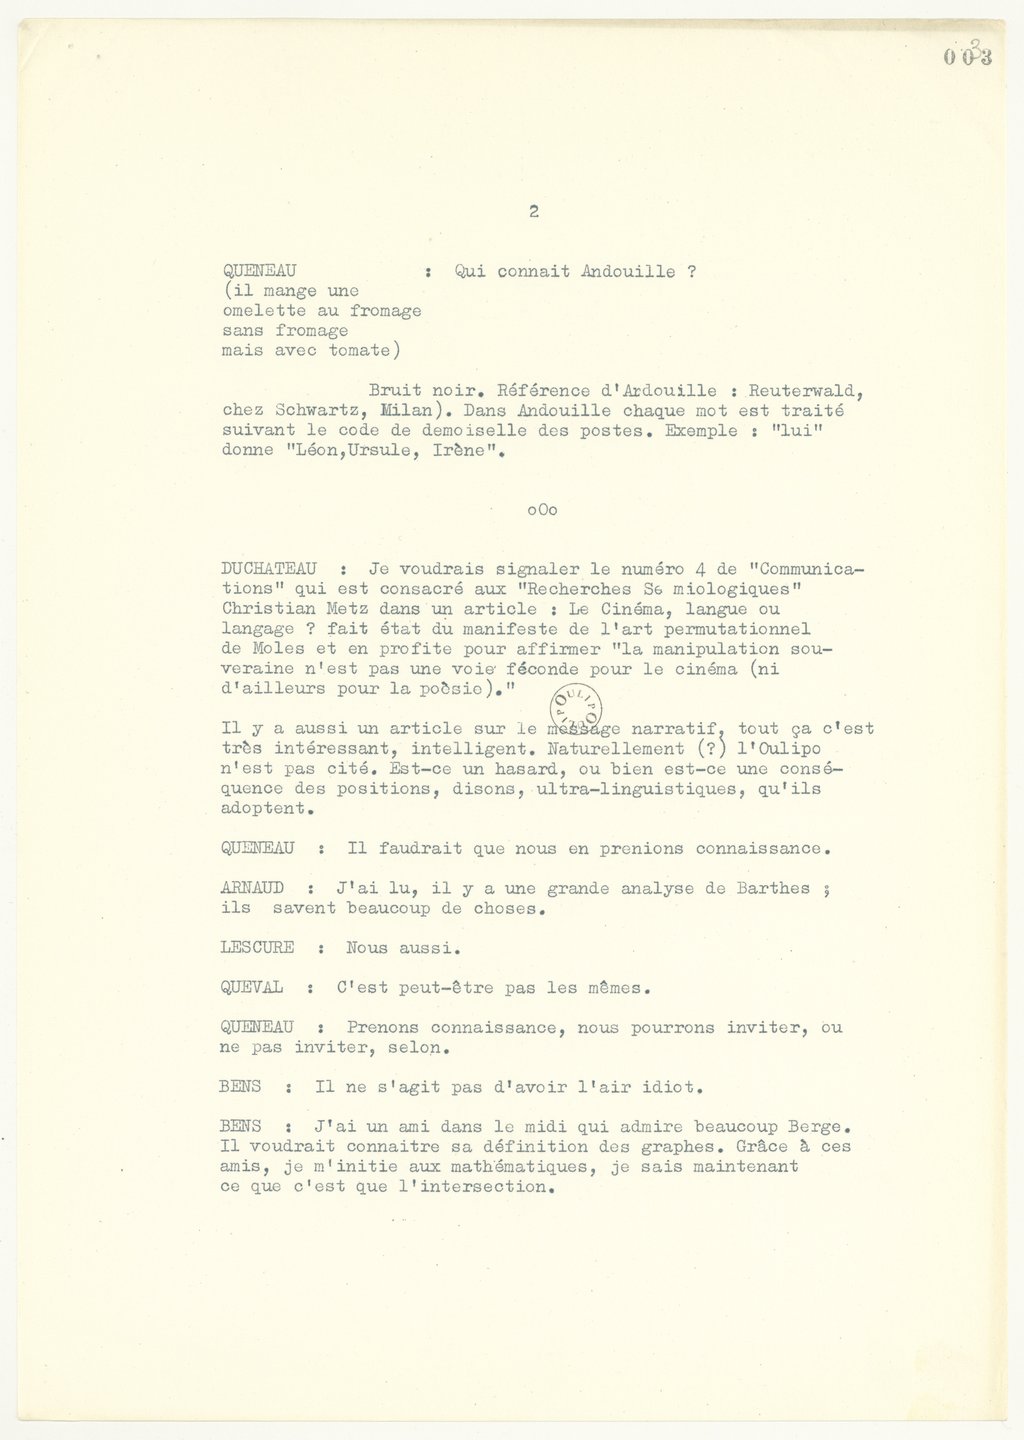 003
3
2
QUENEAU : Qui connait Andouille ?
(il mange une
omelette au fromage
sans fromage
mais avec tomate)
Bruit noir. Référence d'Ardouille : Reuterwald,
chez Schwartz, Milan). Dans Andouille chaque mot est traité
suivant le code de demoiselle des postes. Exemple : "lui"
donne "Léon,Ursule, Irène".
oOo
DUCHATEAU : Je voudrais signaler le numéro 4 de "Communica-
tions" qui est consacré aux "Recherches Sé miologiques"
Christian Metz dans un article : Le Cinéma, langue ou
langage ? fait état du manifeste de l'art permutationnel
de Moles et en profite pour affirmer "la manipulation sou-
veraine n'est pas une voie féconde pour le cinéma (ni
d'ailleurs pour la poèsie)."
OULIPO
Il y a aussi un article sur le message narratif, tout ça c'est
très intéressant, intelligent. Naturellement (?) l'Oulipo
n'est pas cité. Est-ce un hasard, ou bien est-ce une consé-
quence des positions, disons, ultra-linguistiques, qu'ils
adoptent.
QUENEAU : Il faudrait que nous en prenions connaissance.
ARNAUD : J'ai lu, il y a une grande analyse de Barthes ;
ils savent beaucoup de choses.
LESCURE : Nous aussi.
QUEVAL : C'est peut-être pas les mêmes.
QUENEAU : Prenons connaissance, nous pourrons inviter, ou
ne pas inviter, selon.
BENS : Il ne s'agit pas d'avoir l'air idiot.
BENS : J'ai un ami dans le midi qui admire beaucoup Berge.
Il voudrait connaitre sa définition des graphes. Grâce à ces
amis, je m'initie aux mathématiques, je sais maintenant
ce que c'est que l'intersection.